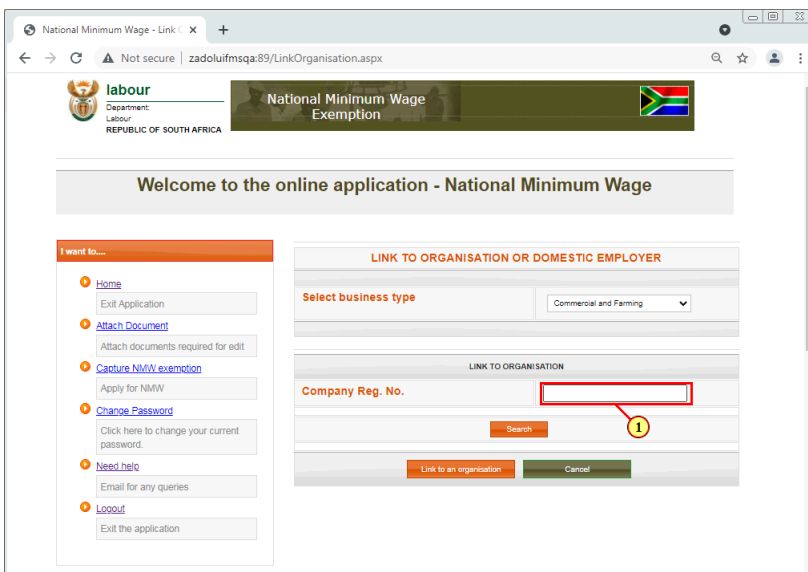 National Minimum Wage - Link
Not secure | zadoluifmsqa:89/LinkOrganisation.aspx
labour
Department:
Labour
REPUBLIC OF SOUTH AFRICA
National Minimum Wage
Exemption
Welcome to the online application - National Minimum Wage
I want to....
Home
Exit Application
Attach Document
Attach documents required for edit
Capture NMW exemption
Apply for NMW
Change Password
Click here to change your current
password.
Need help
Email for any queries
Logout
Exit the application
LINK TO ORGANISATION OR DOMESTIC EMPLOYER
Select business type
Commercial and Farming
LINK TO ORGANISATION
Company Reg. No.
1
Search
Link to an organisation
Cancel